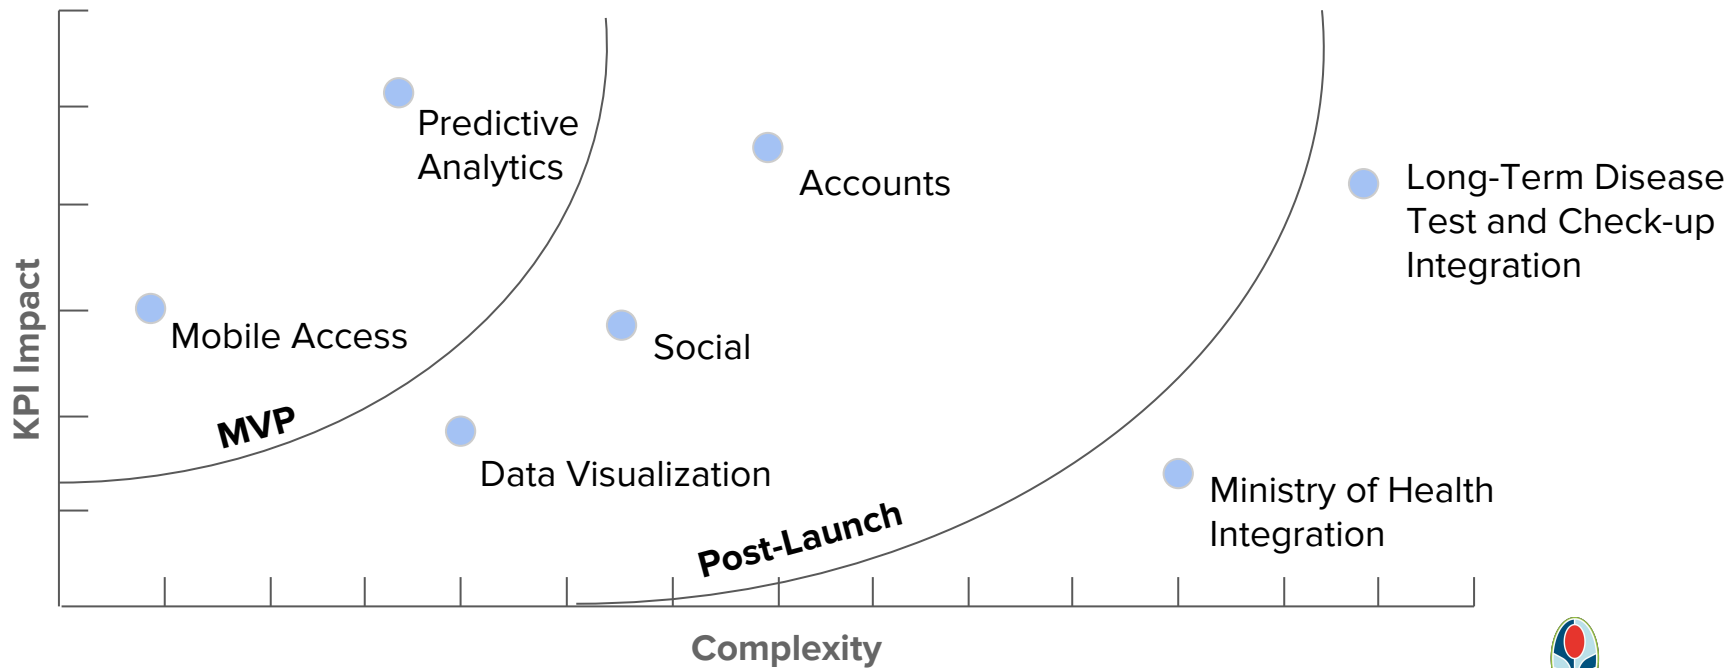 Predictive
Analytics
Accounts
Long-Term Disease
Test and Check-up
Integration
KPI Impact
Mobile Access
Social
MVP
Data Visualization
Ministry of Health
Integration
Post-Launch
Complexity